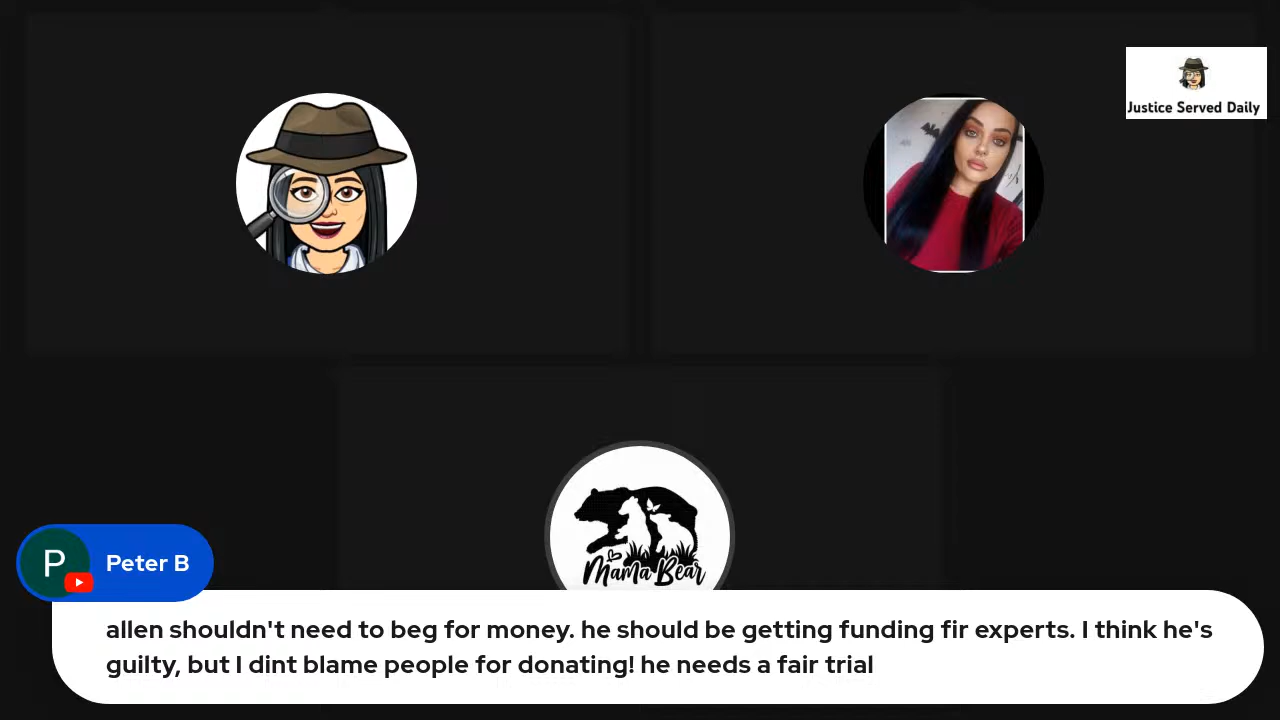 Justice Served Daily
Mama Bear
P
Peter B
allen shouldn't need to beg for money. he should be getting funding fir experts. I think he's
guilty, but I dint blame people for donating! he needs a fair trial